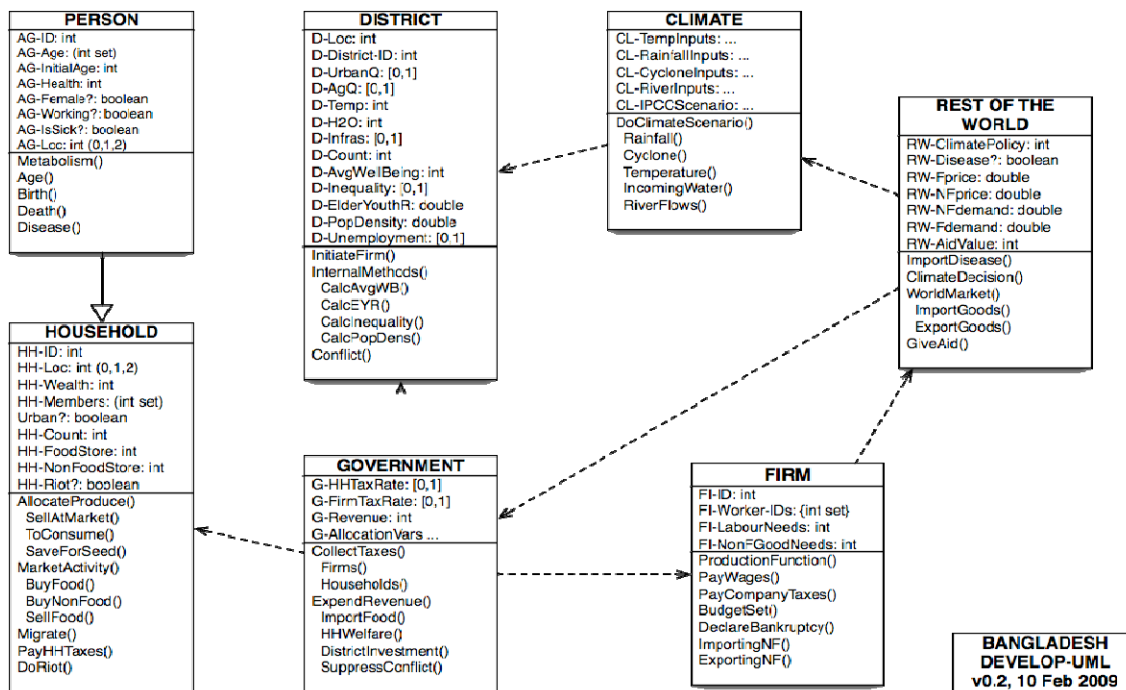 PERSON
AG-ID: int
AG-Age: (int set)
AG-InitialAge: int
AG-Health: int
AG-Female?: boolean
AG-Working?: boolean
AG-IsSick?: boolean
AG-Loc: int (0,1,2)
Metabolism()
Age()
Birth()
Death()
Disease()
HOUSEHOLD
HH-ID: int
HH-Loc: int (0,1,2)
HH-Wealth: int
HH-Members: (int set)
Urban?: boolean
HH-Count: int
HH-FoodStore: int
HH-NonFoodStore: int
HH-Riot?: boolean
AllocateProduce()
SellAtMarket()
ToConsume()
SaveForSeed()
MarketActivity()
BuyFood()
BuyNonFood()
SellFood()
Migrate()
PayHHTaxes()
DoRiot()
DISTRICT
D-Loc: int
D-District-ID: int
D-UrbanQ: [0,1]
D-AgQ: [0,1]
D-Temp: int
D-H2O: int
D-Infras: [0,1]
D-Count: int
D-AvgWellBeing: int
D-Inequality: [0,1]
D-ElderYouthR: double
D-PopDensity: double
D-Unemployment: [0,1]
InitiateFirm()
InternalMethods()
CalcAvgWB()
CalcEYR()
CalcInequality()
CalcPopDens()
Conflict()
GOVERNMENT
G-HHTaxRate: [0,1]
G-FirmTaxRate: [0,1]
G-Revenue: int
G-AllocationVars ...
CollectTaxes()
Firms()
Households()
ExpendRevenue()
ImportFood()
HHWelfare()
DistrictInvestment()
SuppressConflict()
CLIMATE
CL-TempInputs: ...
CL-RainfallInputs: ...
CL-CycloneInputs: ...
CL-RiverInputs: ...
CL-IPCCScenario: ...
DoClimateScenario()
Rainfall()
Cyclone()
Temperature()
IncomingWater()
RiverFlows()
REST OF THE
WORLD
RW-ClimatePolicy: int
RW-Disease?: boolean
RW-Fprice: double
RW-NFprice: double
RW-NFdemand: double
RW-Fdemand: double
RW-AidValue: int
ImportDisease()
ClimateDecision()
WorldMarket()
ImportGoods()
ExportGoods()
GiveAid()
FIRM
FI-ID: int
FI-Worker-IDs: {int set}
FI-LabourNeeds: int
FI-NonFGoodNeeds: int
ProductionFunction()
PayWages()
PayCompanyTaxes()
BudgetSet()
DeclareBankruptcy()
ImportingNF()
ExportingNF()
BANGLADESH
DEVELOP-UML
v0.2, 10 Feb 2009